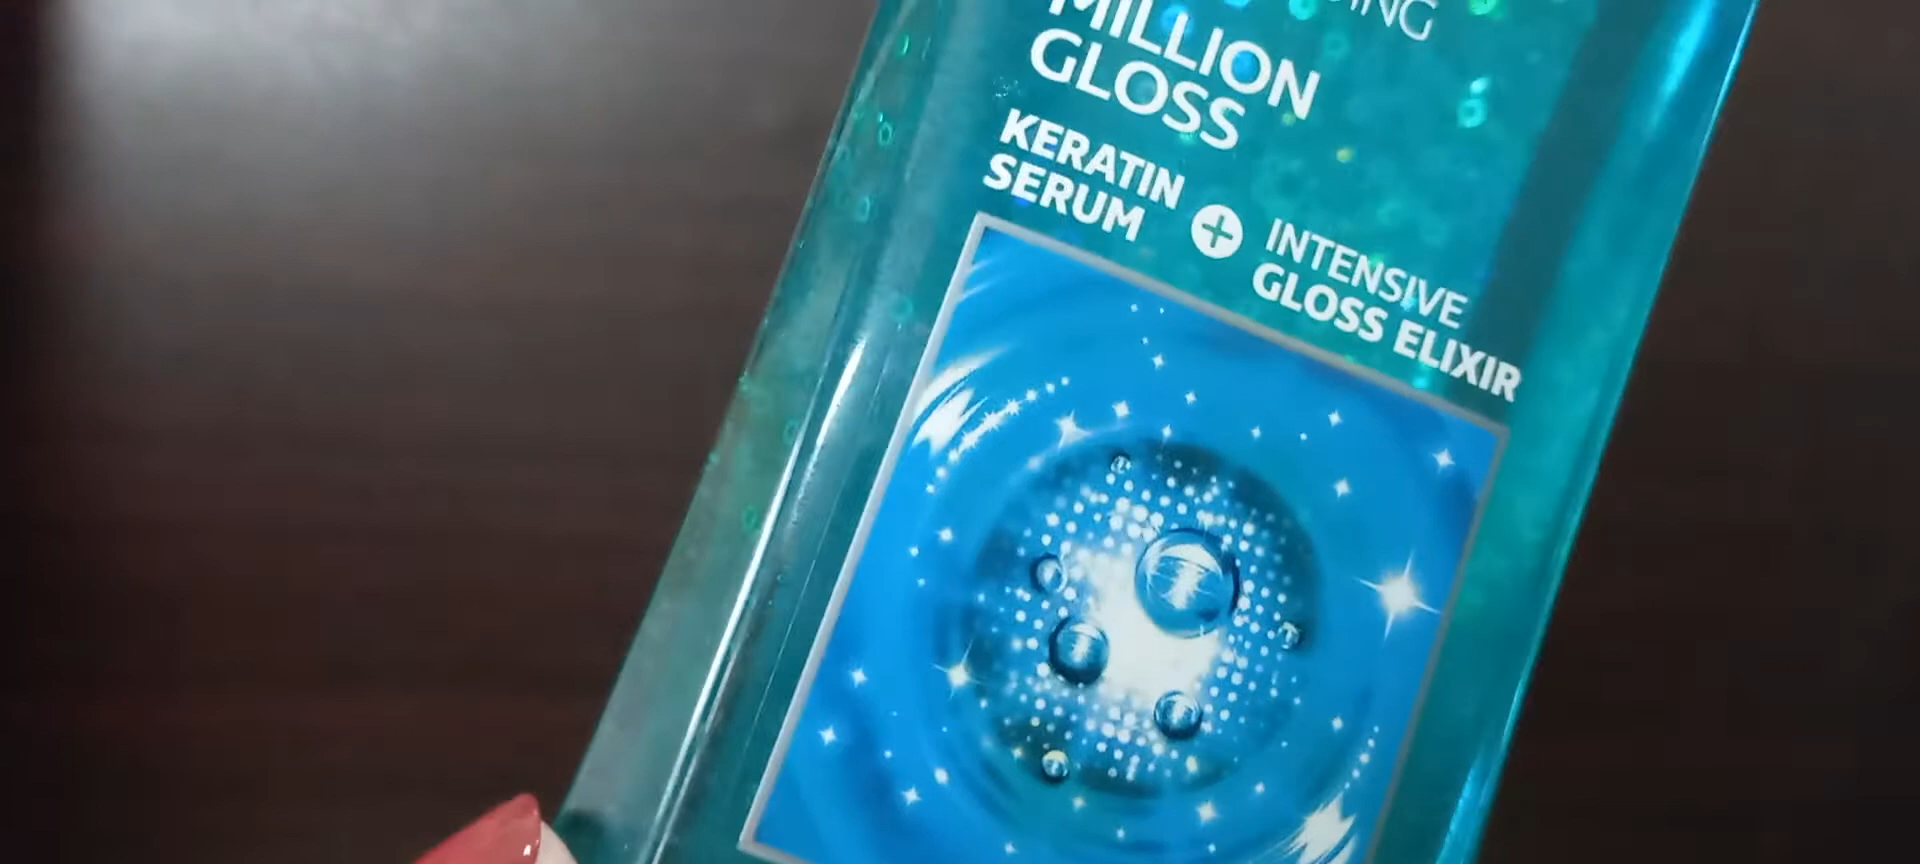 MILLION
GLOSS
KERATIN
SERUM
+
INTENSIVE
GLOSS ELIXIR